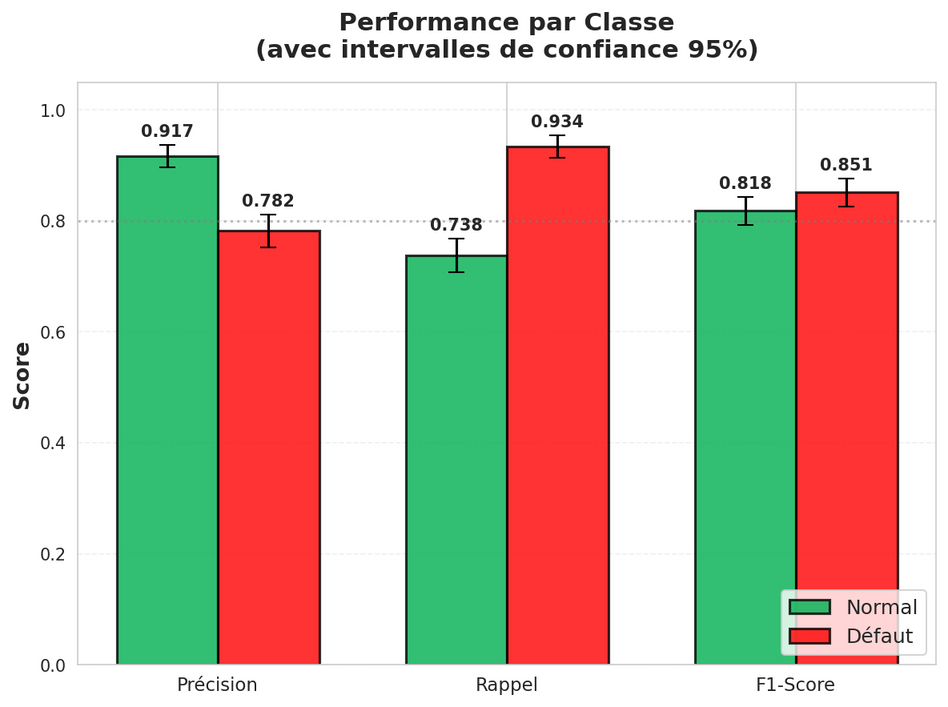 Performance par Classe
(avec intervalles de confiance 95%)
Score
1.0
0.8
0.6
0.4
0.2
0.0
0.917
0.782
0.738
0.934
0.818
0.851
Normal
Défaut
Précision
Rappel
F1-Score